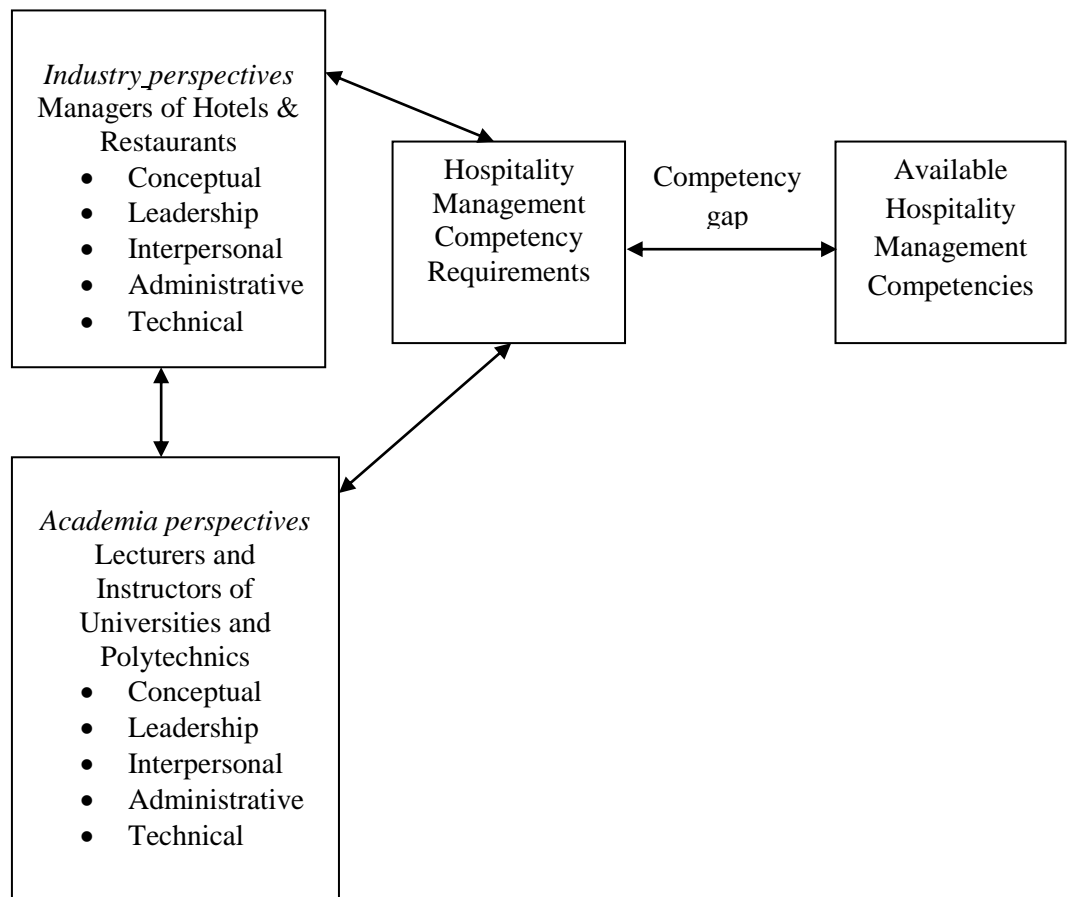 Industry perspectives
Managers of Hotels &
Restaurants
• Conceptual
• Leadership
• Interpersonal
• Administrative
• Technical
Hospitality
Management
Competency
Requirements
Competency
gap
Available
Hospitality
Management
Competencies
Academia perspectives
Lecturers and
Instructors of
Universities and
Polytechnics
• Conceptual
• Leadership
• Interpersonal
• Administrative
• Technical